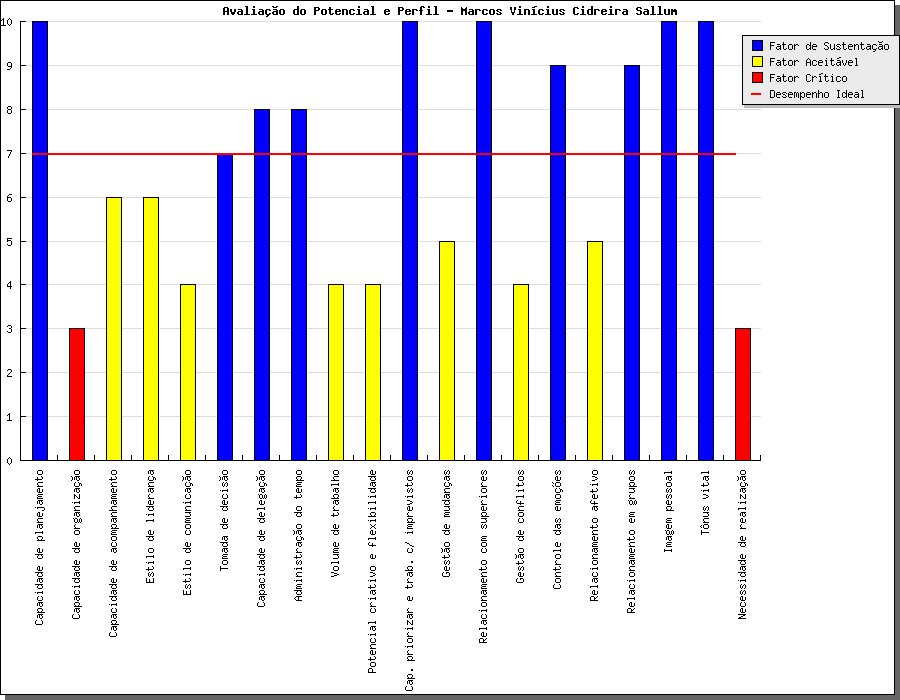 Avaliação do Potencial e Perfil - Marcos Vinícius Cidreira Sallum
Fator de Sustentação
Fator Aceitável
Fator Crítico
Desempenho Ideal
10
9
8
7
6
5
4
3
2
1
0
Capacidade de planejamento
Capacidade de organização
Capacidade de acompanhamento
Estilo de liderança
Estilo de comunicação
Tomada de decisão
Capacidade de delegação
Administração do tempo
Volume de trabalho
Potencial criativo e flexibilidade
Cap. priorizar e trab. c/ imprevistos
Gestão de mudanças
Relacionamento com superiores
Gestão de conflitos
Controle das emoções
Relacionamento afetivo
Relacionamento em grupos
Imagem pessoal
Tônus vital
Necessidade de realização